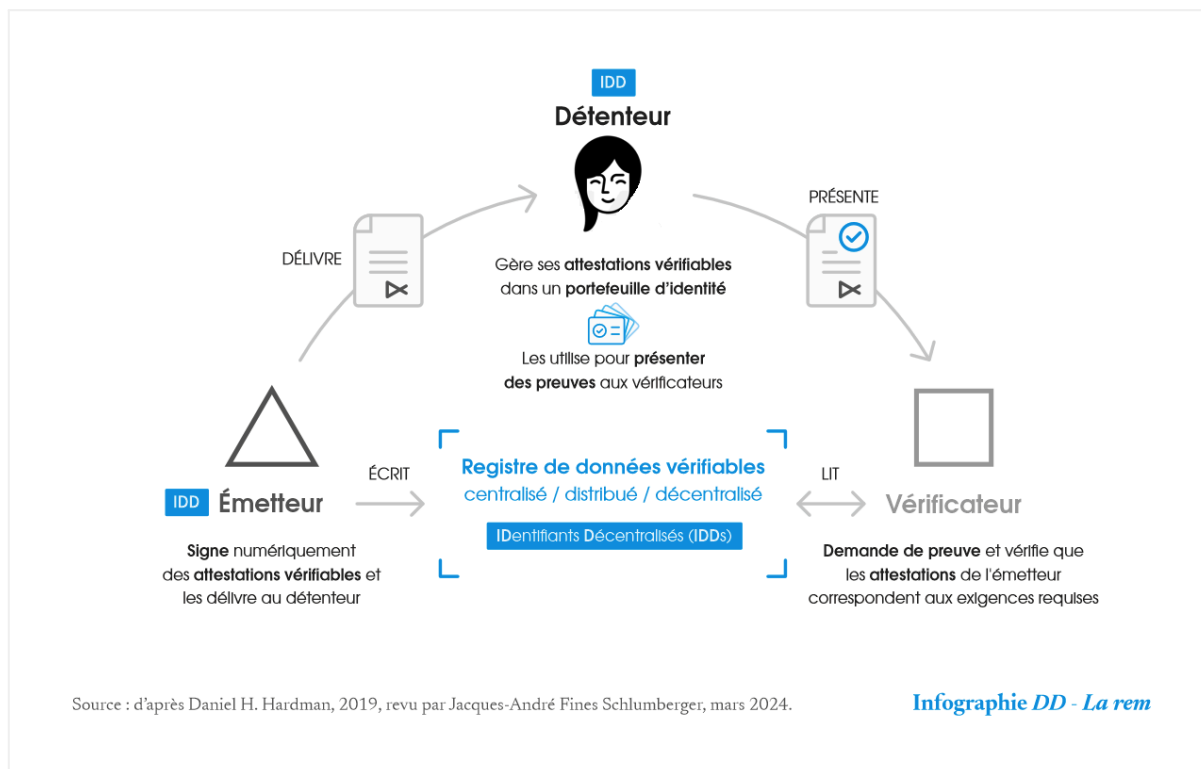 IDD
Détenteur
PRÉSENTE
DÉLIVRE
Gère ses attestations vérifiables
dans un portefeuille d'identité
Les utilise pour présenter
des preuves aux vérificateurs
ÉCRIT
Registre de données vérifiables
centralisé / distribué / décentralisé
IDentifiants Décentralisés (IDDs)
LIT
IDD Émetteur
Signe numériquement
des attestations vérifiables et
les délivre au détenteur
Vérificateur
Demande de preuve et vérifie que
les attestations de l'émetteur
correspondent aux exigences requises
Source : d'après Daniel H. Hardman, 2019, revu par Jacques-André Fines Schlumberger, mars 2024.
Infographie DD - La rem